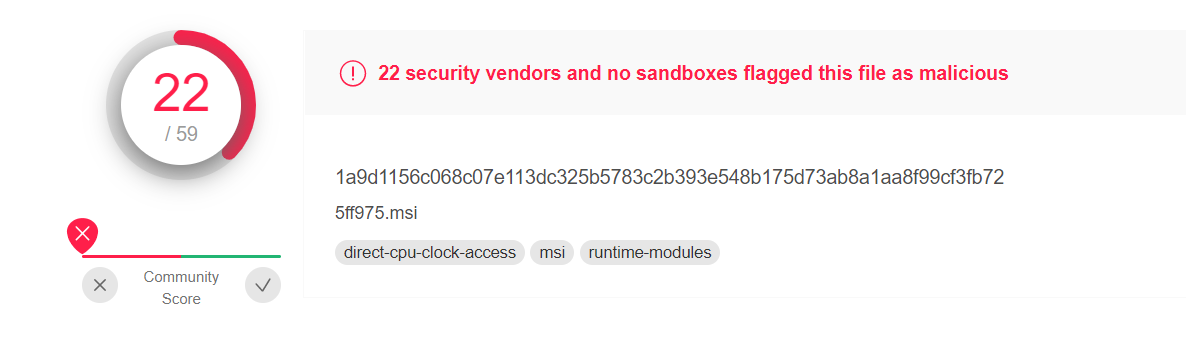 22
/ 59
Community
Score
22 security vendors and no sandboxes flagged this file as malicious
1a9d1156c068c07e113dc325b5783c2b393e548b175d73ab8a1aa8f99cf3fb72
5ff975.msi
direct-cpu-clock-access msi runtime-modules